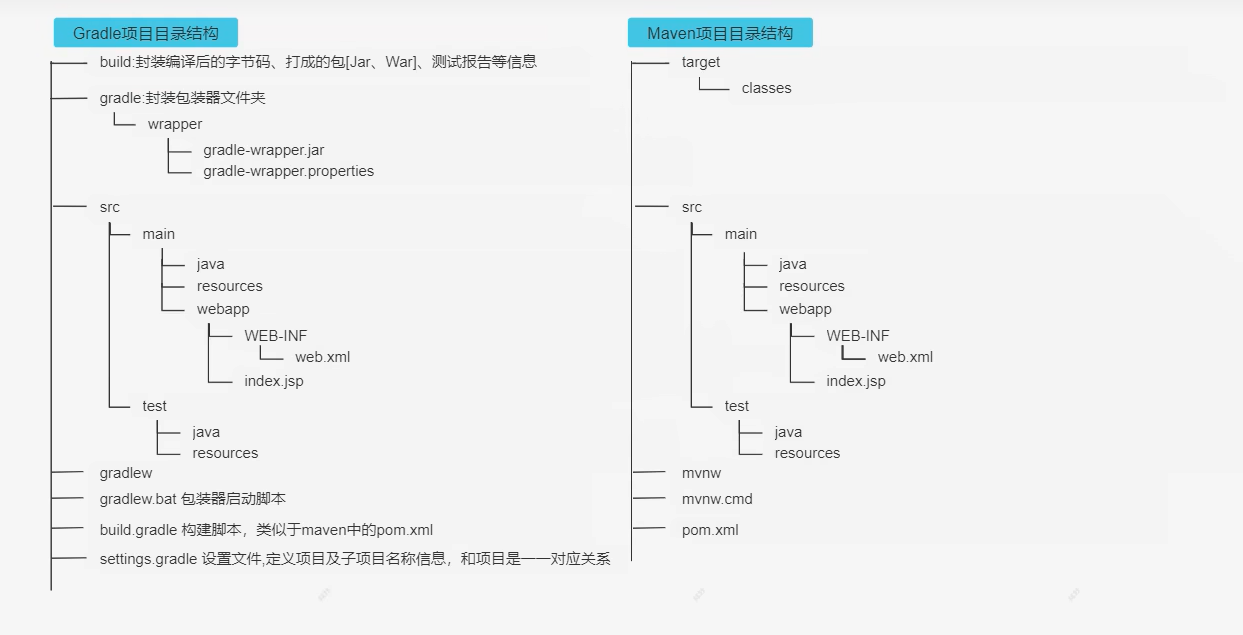 Gradle项目目录结构
build:封装编译后的字节码、打成的包[Jar、War]、测试报告等信息
gradle:封装包装器文件夹
wrapper
gradle-wrapper.jar
gradle-wrapper.properties
src
main
java
resources
webapp
WEB-INF
web.xml
index.jsp
test
java
resources
gradlew
gradlew.bat 包装器启动脚本
build.gradle 构建脚本，类似于maven中的pom.xml
settings.gradle 设置文件,定义项目及子项目名称信息，和项目是一一对应关系
Maven项目目录结构
target
classes
src
main
java
resources
webapp
WEB-INF
web.xml
index.jsp
test
java
resources
mvnw
mvnw.cmd
pom.xml